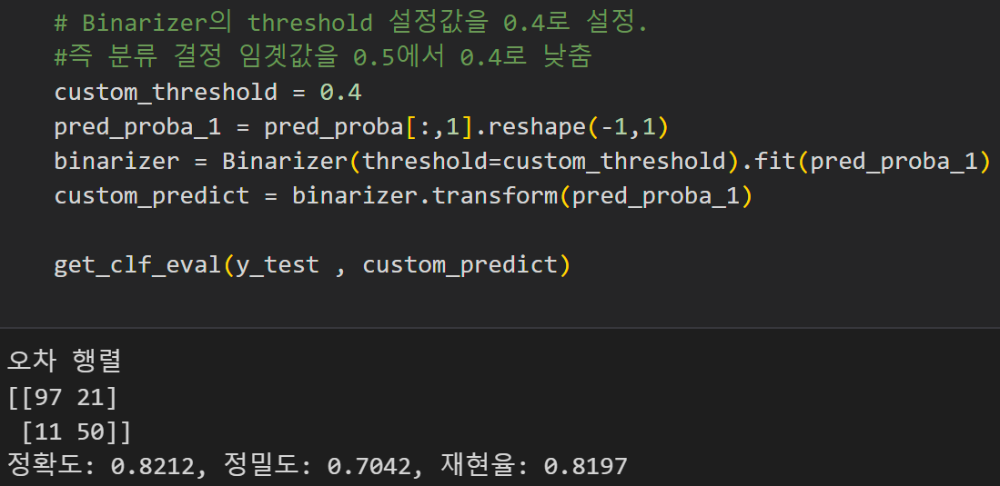 # Binarizer의 threshold 설정값을 0.4로 설정.
#즉 분류 결정 임곗값을 0.5에서 0.4로 낮춤
custom_threshold = 0.4
pred_proba_1 = pred_proba[:,1].reshape(-1,1)
binarizer = Binarizer(threshold=custom_threshold).fit(pred_proba_1)
custom_predict = binarizer.transform(pred_proba_1)
get_clf_eval(y_test , custom_predict)
오차 행렬
[[97 21]
 [11 50]]
정확도: 0.8212, 정밀도: 0.7042, 재현율: 0.8197